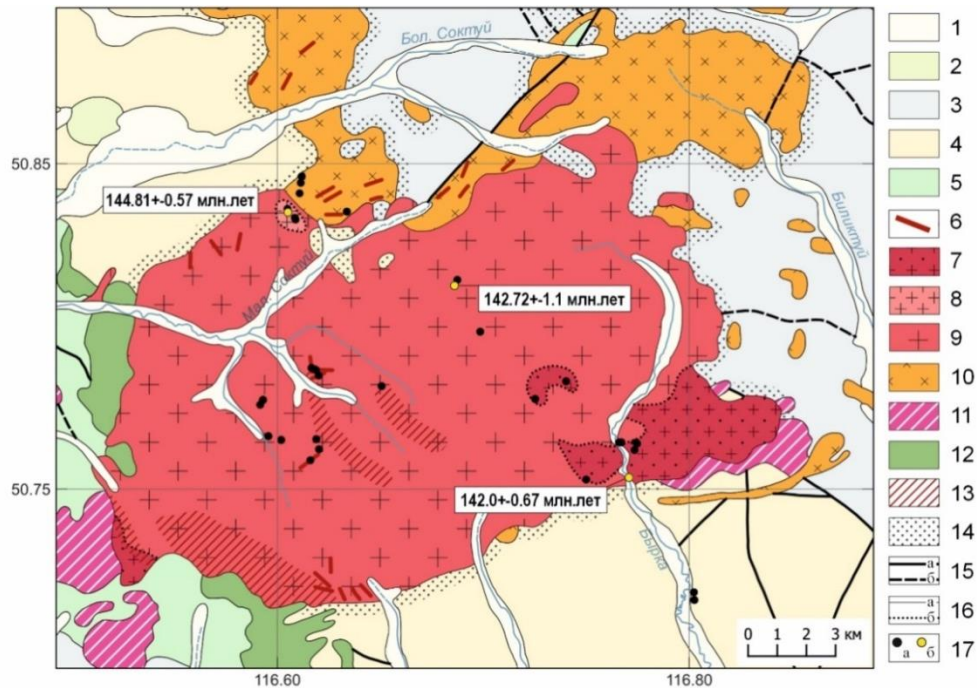 Бол. Соктуй
50.85
144.81+-0.57 млн.лет
Мал. Соктуй
Биликтуй
142.72+-1.1 млн.лет
50.75
142.0+-0.67 млн.лет
Бырка
0 1 2 3 км
116.60
116.80
1
2
3
4
5
6
7
8
9
10
11
12
13
14
а
б
15
а
б
16
а б
17